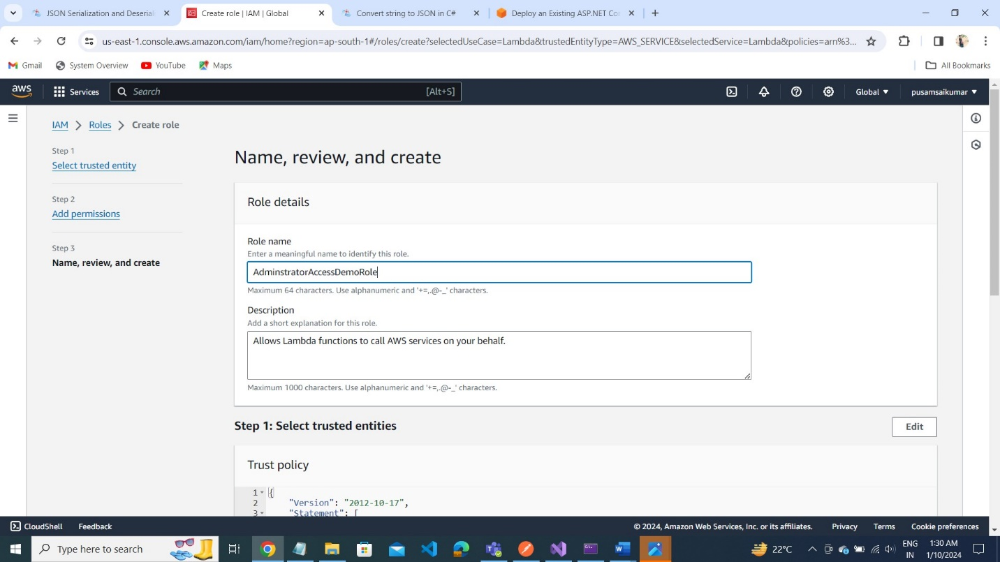 JSON Serialization and Deserial
Create role | IAM | Global
Convert string to JSON in C#
Deploy an Existing ASP.NET Co
us-east-1.console.aws.amazon.com/iam/home?region=ap-south-1#/roles/create?selectedUseCase=Lambda&trustedEntityType=AWS_SERVICE&selectedService=Lambda&policies=arn%3...
Gmail
System Overview
YouTube
Maps
All Bookmarks
aws
Services
Search
[Alt+S]
Global
pusamsaikumar
IAM
Roles
Create role
Step 1
Select trusted entity
Step 2
Add permissions
Step 3
Name, review, and create
Name, review, and create
Role details
Role name
Enter a meaningful name to identify this role.
AdminstratorAccessDemoRole
Maximum 64 characters. Use alphanumeric and '+=,.@-_' characters.
Description
Add a short explanation for this role.
Allows Lambda functions to call AWS services on your behalf.
Maximum 1000 characters. Use alphanumeric and '+=,.@-_' characters.
Step 1: Select trusted entities
Edit
Trust policy
1 {
2 "Version": "2012-10-17",
3 "Statement": [
CloudShell
Feedback
© 2024, Amazon Web Services, Inc. or its affiliates.
Privacy
Terms
Cookie preferences
Type here to search
22°C
ENG
IN
1:30 AM
1/10/2024